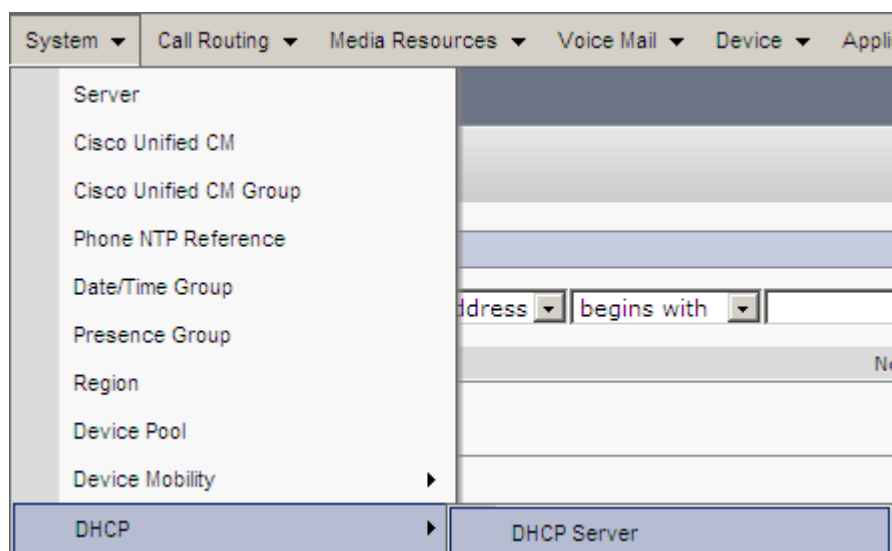 System Call Routing Media Resources Voice Mail Device
Server
Cisco Unified CM
Cisco Unified CM Group
Phone NTP Reference
Date/Time Group
begins with
Presence Group
Region
Device Pool
Device Mobility
DHCP
DHCP Server